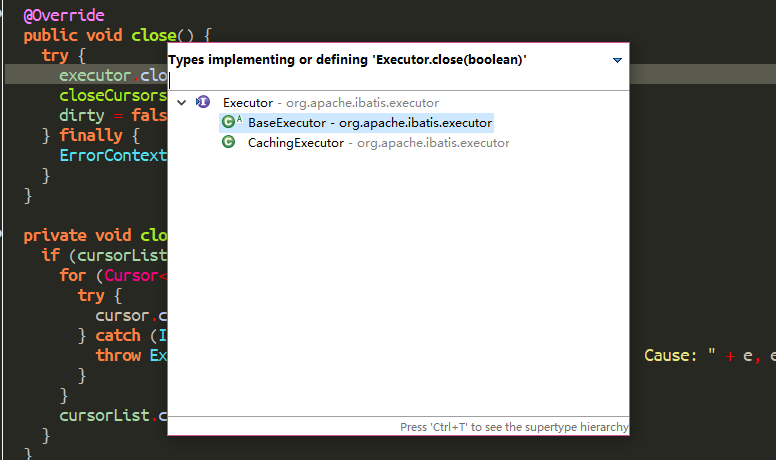 @Override
public void close() {
try {
executor.clo
closeCursors
dirty = fals
} finally {
ErrorContext
}
}
private void clo
if (cursorList
for (Cursor<
try {
cursor.c
} catch (I
throw Ex Cause: " + e, e
}
}
cursorList.c
}
}
Types implementing or defining 'Executor.close(boolean)'
Executor - org.apache.ibatis.executor
BaseExecutor - org.apache.ibatis.executor
CachingExecutor - org.apache.ibatis.executor
Press 'Ctrl+T' to see the supertype hierarchy